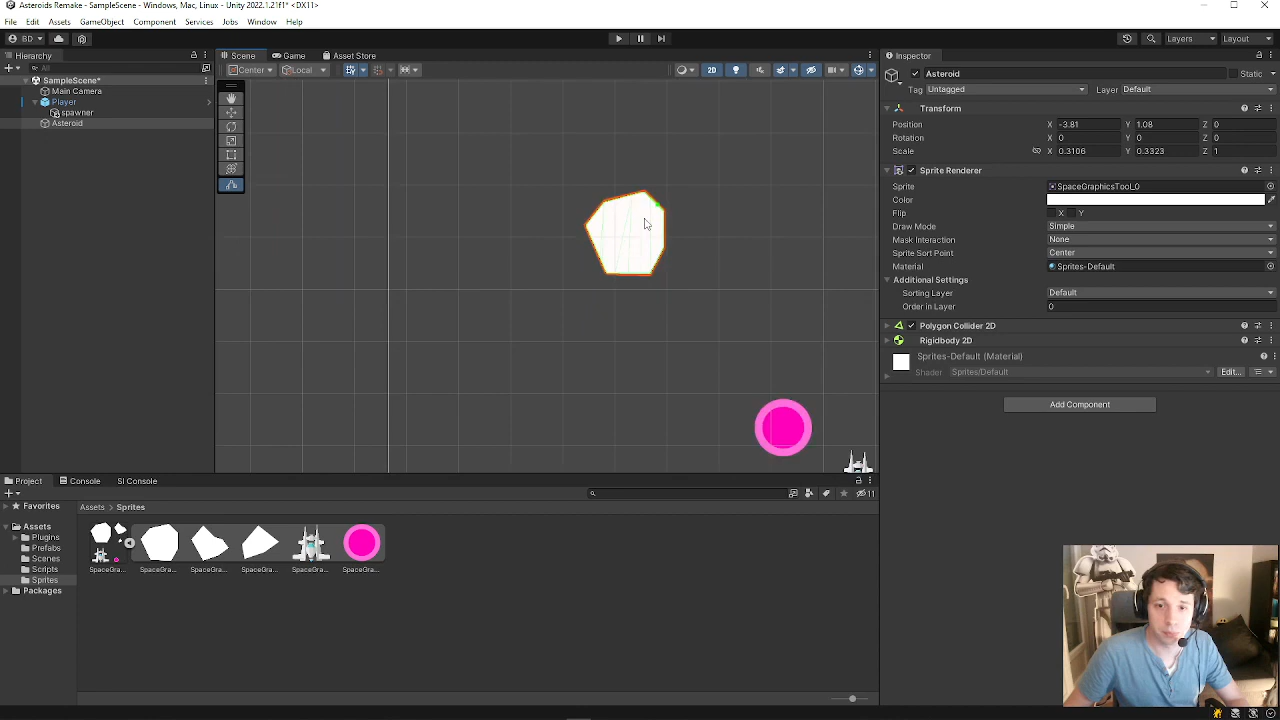 Asteroids Remake - SampleScene - Windows, Mac, Linux - Unity 2022.1.21f1* <DX11>
File Edit Assets GameObject Component Services Jobs Window Help
BD
Layers
Layout
Hierarchy
All
SampleScene*
Main Camera
Player
spawner
Asteroid
Scene
Game
Asset Store
Center
Local
2D
Inspector
Asteroid
Static
Tag Untagged
Layer Default
Transform
Position X -3.81 Y 1.08 Z 0
Rotation X 0 Y 0 Z 0
Scale X 0.3106 Y 0.3323 Z 1
Sprite Renderer
Sprite SpaceGraphicsTool_0
Color
Flip X Y
Draw Mode Simple
Mask Interaction None
Sprite Sort Point Center
Material Sprites-Default
Additional Settings
Sorting Layer Default
Order in Layer 0
Polygon Collider 2D
Rigidbody 2D
Sprites-Default (Material)
Shader Sprites/Default
Edit...
Add Component
Project
Console
SI Console
11
Favorites
Assets
Plugins
Prefabs
Scenes
Scripts
Sprites
Packages
Assets
Sprites
SpaceGra...
SpaceGra...
SpaceGra...
SpaceGra...
SpaceGra...
SpaceGra...